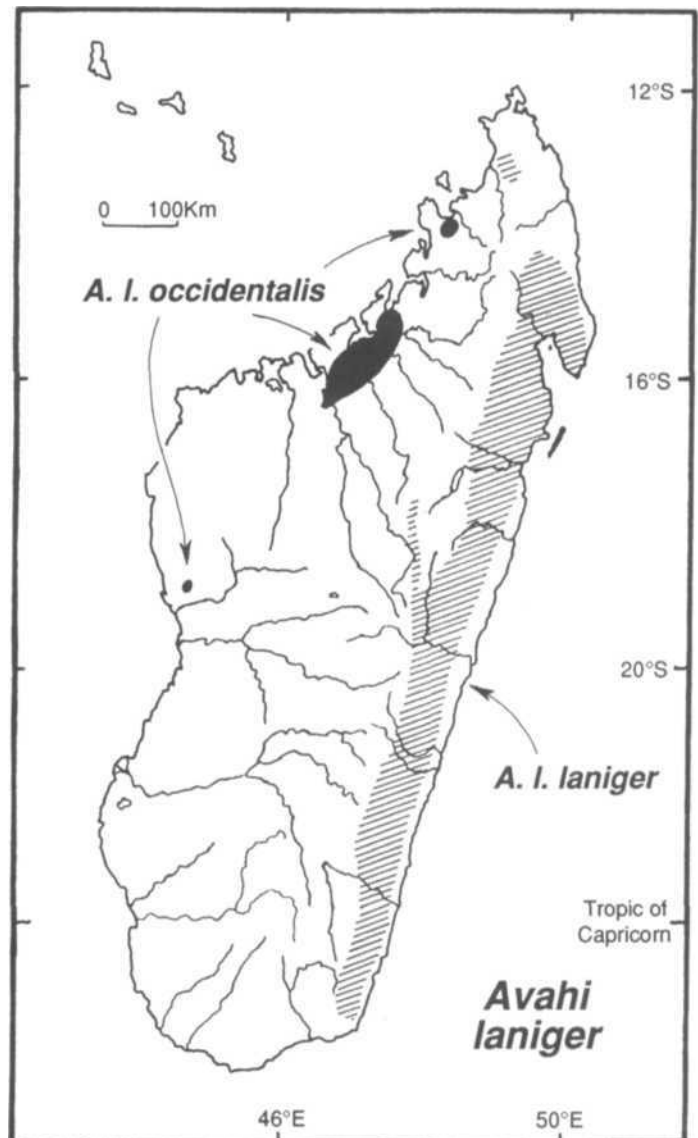 12°S
0 100Km
A. l. occidentalis
16°S
20°S
A. l. laniger
Tropic of
Capricorn
Avahi
laniger
46°E 50°E